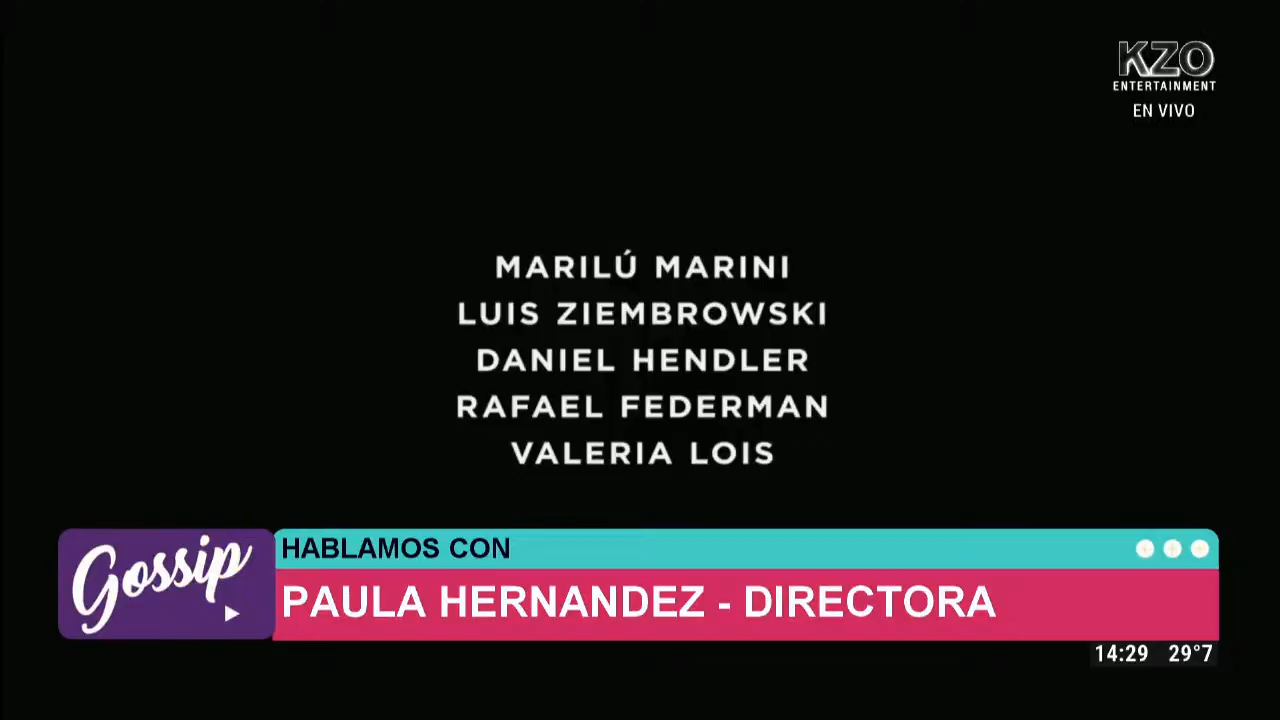 KZO
ENTERTAINMENT
EN VIVO
MARILÚ MARINI
LUIS ZIEMBROWSKI
DANIEL HENDLER
RAFAEL FEDERMAN
VALERIA LOIS
Gossip
HABLAMOS CON
PAULA HERNANDEZ - DIRECTORA
14:29 29°7